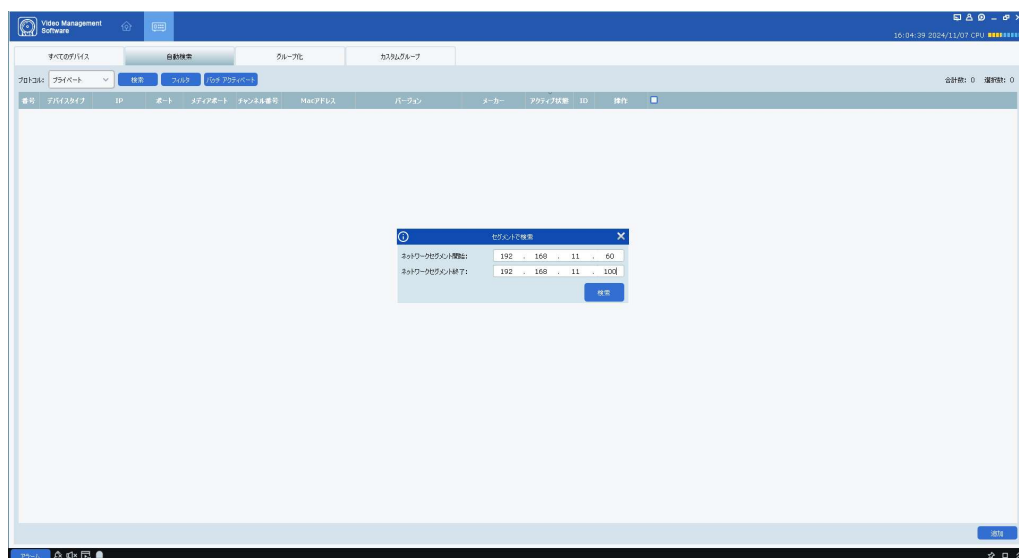 Video Management
Software
16:04:39 2024/11/07 CPU
すべてのデバイス 自動検索 グループ化 カスタムグループ
プロトコル: プライベート 検索 フィルタ バッチ アクティベート 合計数: 0 選択数: 0
番号 デバイスタイプ IP ポート メディアポート チャンネル番号 Macアドレス バージョン メーカー アクティブ状態 ID 操作
セグメントで検索
ネットワークセグメント開始: 192 . 168 . 11 . 60
ネットワークセグメント終了: 192 . 168 . 11 . 100
検索
追加
アラーム